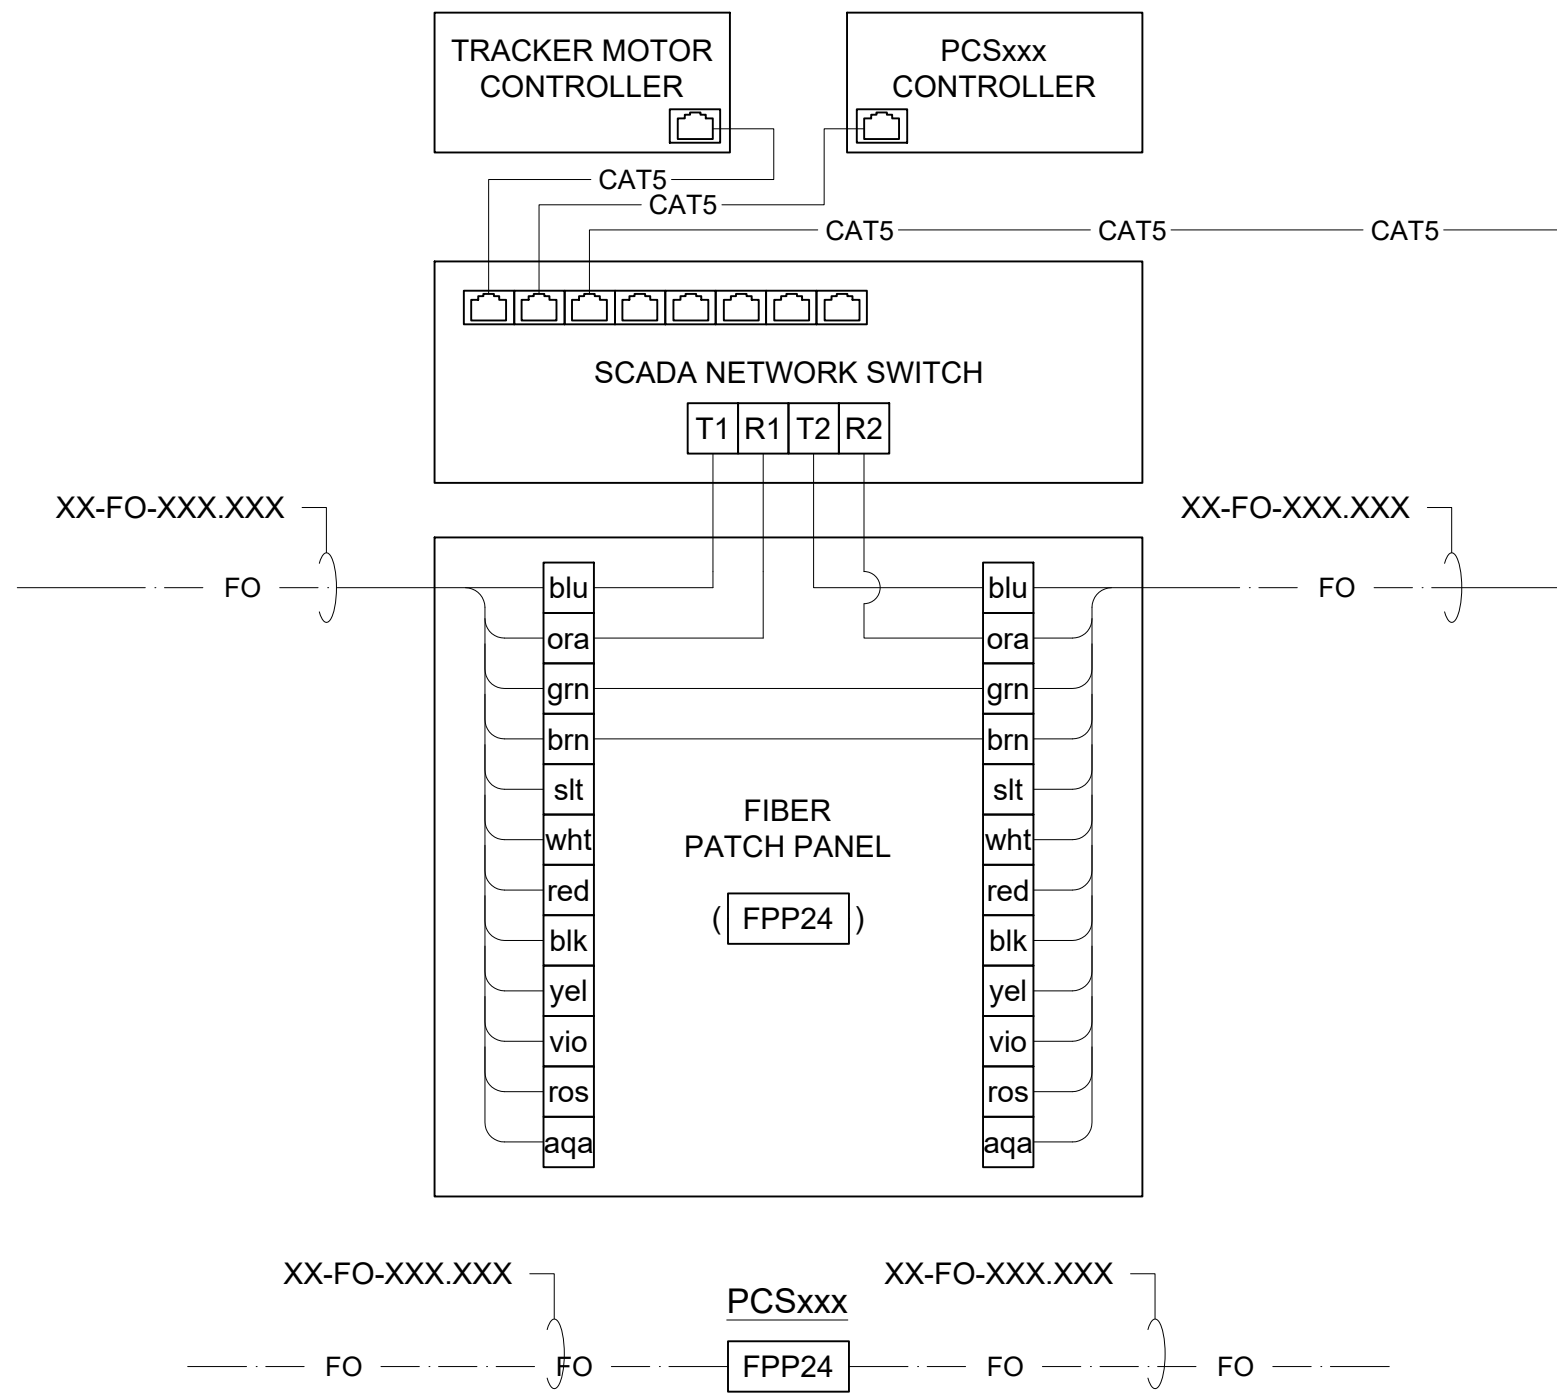 TRACKER MOTOR
CONTROLLER
PCSxxx
CONTROLLER
CAT5
CAT5
CAT5 CAT5 CAT5
SCADA NETWORK SWITCH
T1 R1 T2 R2
XX-FO-XXX.XXX XX-FO-XXX.XXX
FO blu blu FO
ora ora
grn grn
brn brn
slt slt
FIBER
wht PATCH PANEL wht
red red
( FPP24 )
blk blk
yel yel
vio vio
ros ros
aqa aqa
XX-FO-XXX.XXX XX-FO-XXX.XXX
PCSxxx
FO FO FPP24 FO FO